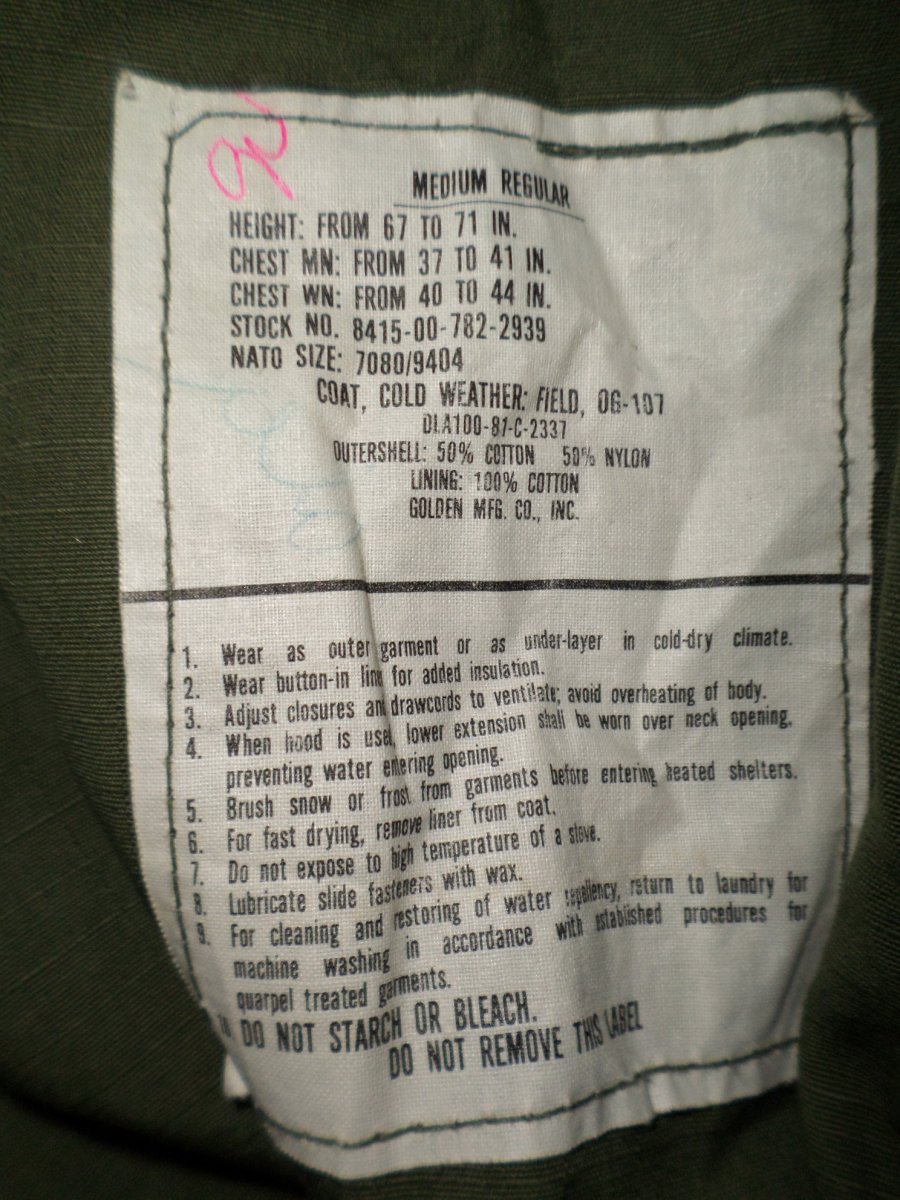 MEDIUM REGULAR
HEIGHT: FROM 67 TO 71 IN.
CHEST MN: FROM 37 TO 41 IN.
CHEST WN: FROM 40 TO 44 IN.
STOCK NO. 8415-00-782-2939
NATO SIZE: 7080/9404
COAT, COLD WEATHER: FIELD, OG-107
DLA100-81-C-2337
OUTERSHELL: 50% COTTON 50% NYLON
LINING: 100% COTTON
GOLDEN MFG. CO., INC.
1. Wear as outer garment or as under-layer in cold-dry climate.
2. Wear button-in for added insulation.
3. Adjust closures and drawcords to ventilate; avoid overheating of body.
4. When hood is used, lower extension shall be worn over neck opening,
preventing water entering opening.
5. Brush snow or frost from garments before entering heated shelters.
6. For fast drying, remove liner from coat.
7. Do not expose to high temperature of a stove.
8. Lubricate slide fasteners with wax.
9. For cleaning and restoring of water repellency, return to laundry for
machine washing in accordance with established procedures for
quarpel treated garments.
DO NOT STARCH OR BLEACH.
DO NOT REMOVE THIS LABEL